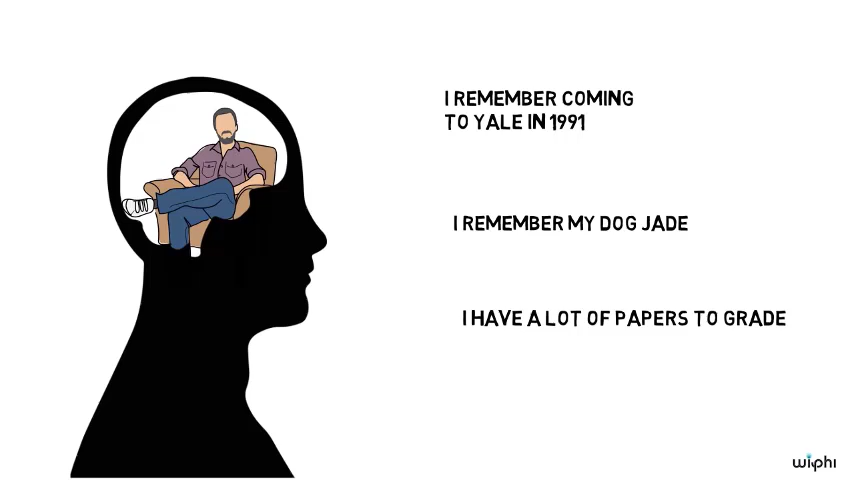 I REMEMBER COMING
TO YALE IN 1991
I REMEMBER MY DOG JADE
I HAVE A LOT OF PAPERS TO GRADE
wiphi